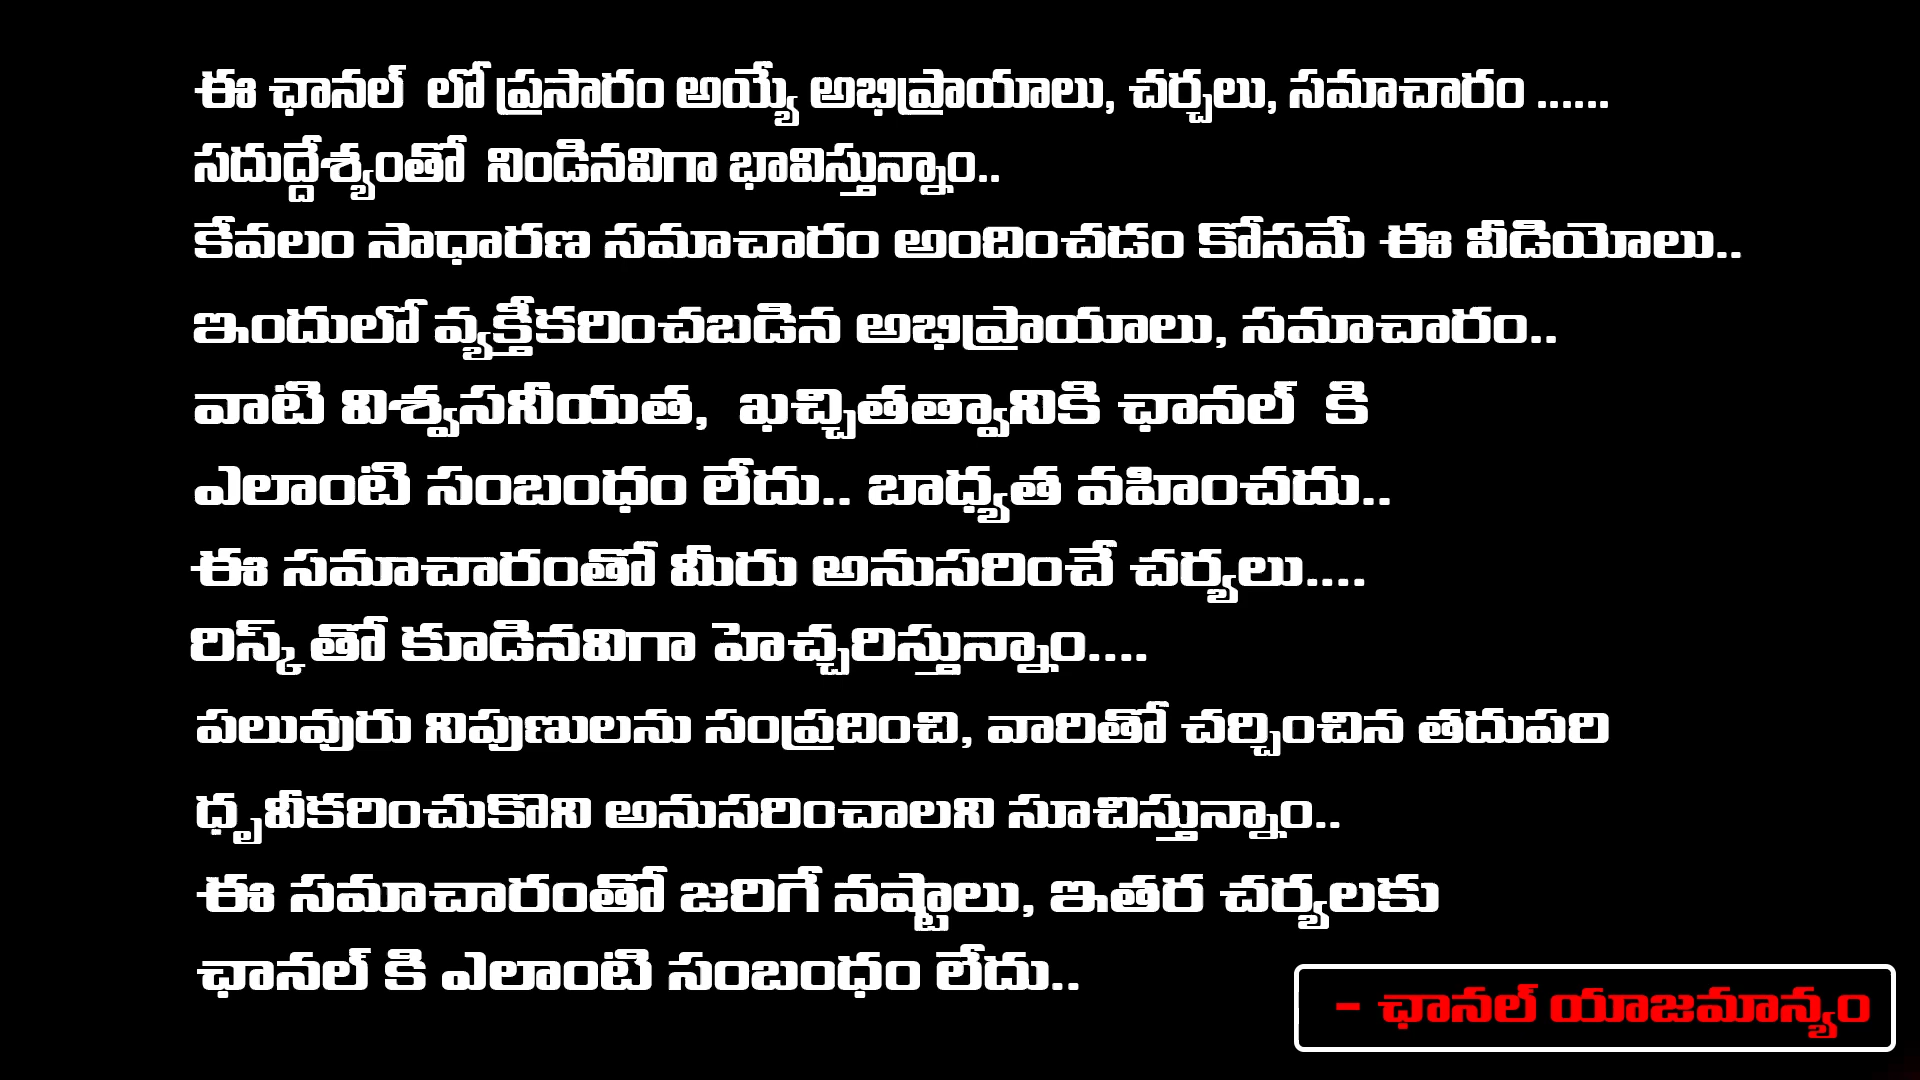 ఈ ఛానల్ లో ప్రసారం అయ్యే అభిప్రాయాలు, చర్చలు, సమాచారం ......
సదుద్దేశ్యంతో నిండినవిగా భావిస్తున్నాం..
కేవలం సాధారణ సమాచారం అందించడం కోసమే ఈ వీడియోలు..
ఇందులో వ్యక్తీకరించబడిన అభిప్రాయాలు, సమాచారం..
వాటి విశ్వసనీయత, ఖచ్చితత్వానికి ఛానల్ కి
ఎలాంటి సంబంధం లేదు.. బాధ్యత వహించదు..
ఈ సమాచారంతో మీరు అనుసరించే చర్యలు....
రిస్క్ తో కూడినవిగా హెచ్చరిస్తున్నాం....
పలువురు నిపుణులను సంప్రదించి, వారితో చర్చించిన తదుపరి
ధృవీకరించుకొని అనుసరించాలని సూచిస్తున్నాం..
ఈ సమాచారంతో జరిగే నష్టాలు, ఇతర చర్యలకు
ఛానల్ కి ఎలాంటి సంబంధం లేదు..
- ఛానల్ యాజమాన్యం